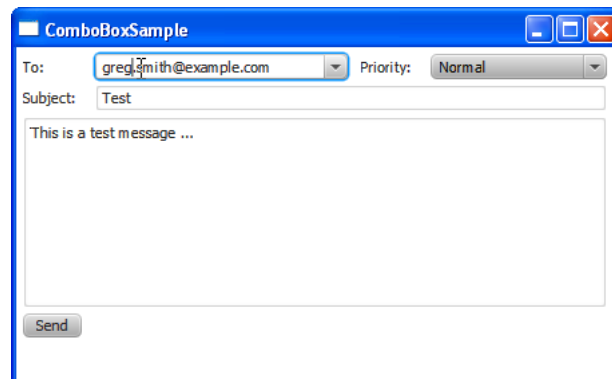 ComboBoxSample
To: greg.smith@example.com Priority: Normal
Subject: Test
This is a test message ...
Send